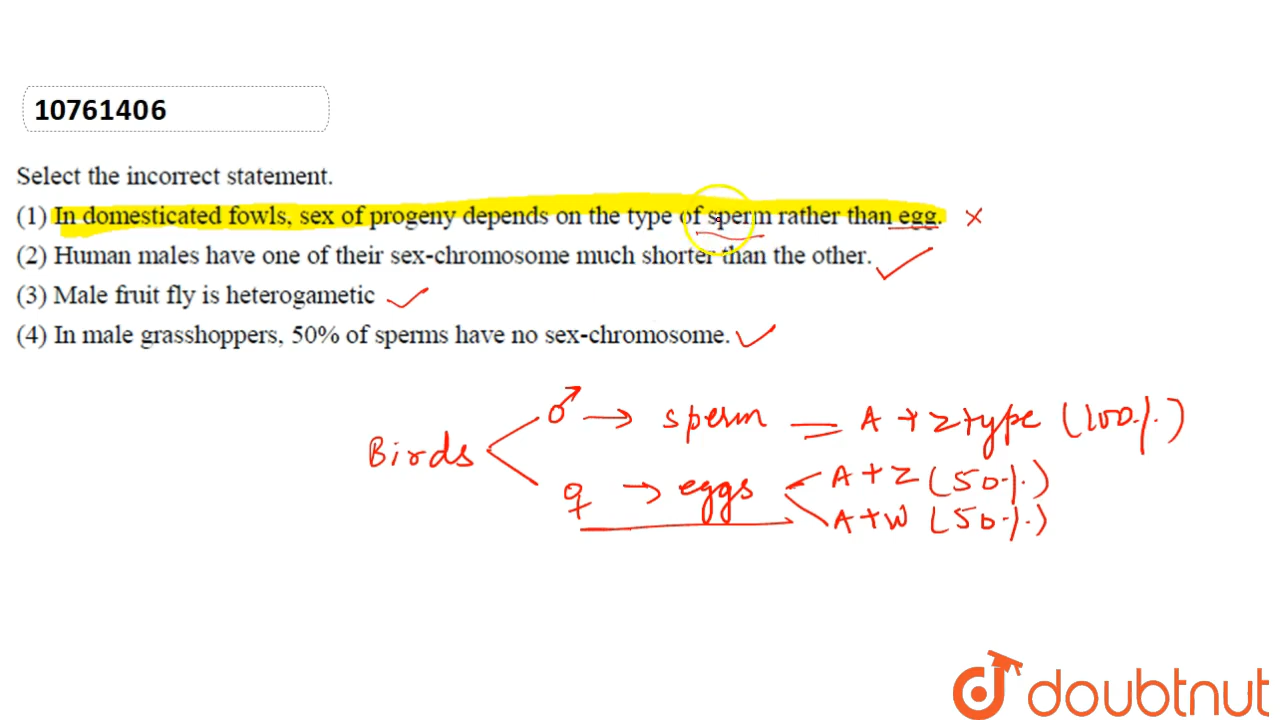 10761406
Select the incorrect statement.
(1) In domesticated fowls, sex of progeny depends on the type of sperm rather than egg. ×
(2) Human males have one of their sex-chromosome much shorter than the other. ✓
(3) Male fruit fly is heterogametic ✓
(4) In male grasshoppers, 50% of sperms have no sex-chromosome. ✓
Birds
♂ → sperm = A + Z type (100%)
♀ → eggs
A + Z (50%)
A + W (50%)
doubtnut